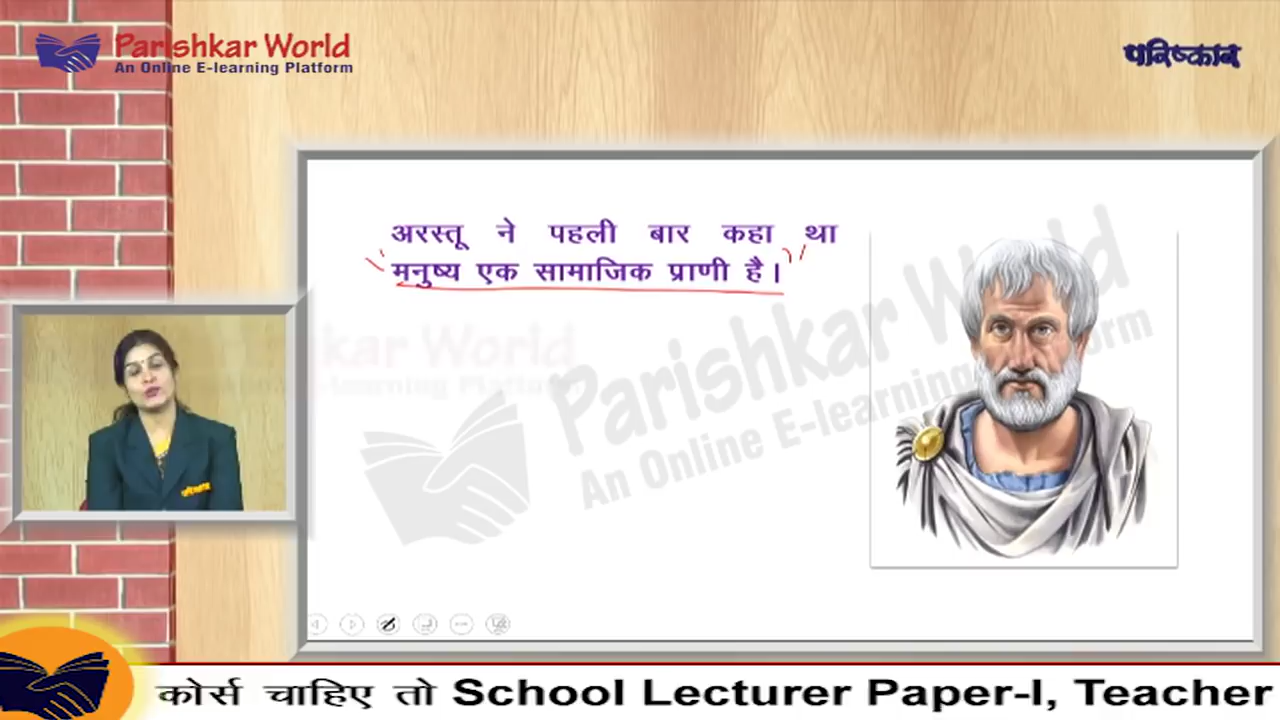 Parishkar World
An Online E-learning Platform
परिष्कार
अरस्तू ने पहली बार कहा था
मनुष्य एक सामाजिक प्राणी है।
Parishkar World
An Online E-learning Platform
कोर्स चाहिए तो School Lecturer Paper-I, Teacher